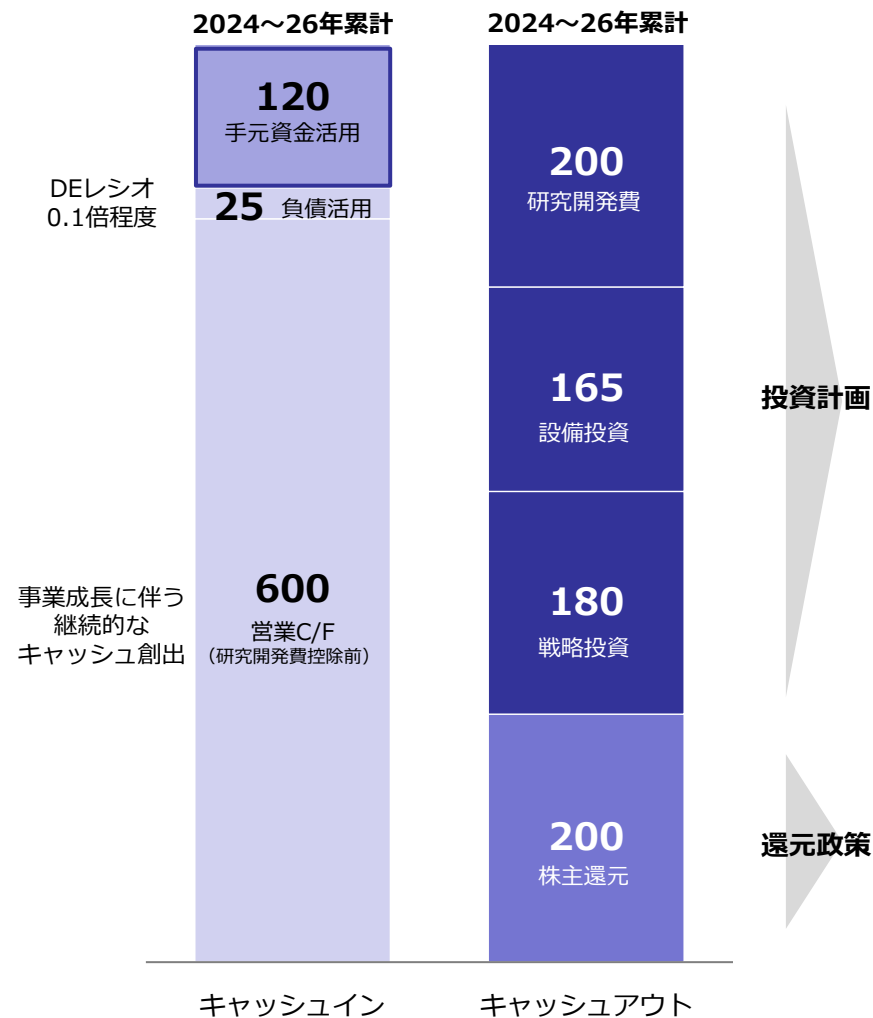 2024～26年累計
120
手元資金活用
DEレシオ
0.1倍程度
25 負債活用
事業成長に伴う
継続的な
キャッシュ創出
600
営業C/F
（研究開発費控除前）
キャッシュイン
2024～26年累計
200
研究開発費
165
設備投資
180
戦略投資
200
株主還元
キャッシュアウト
投資計画
還元政策